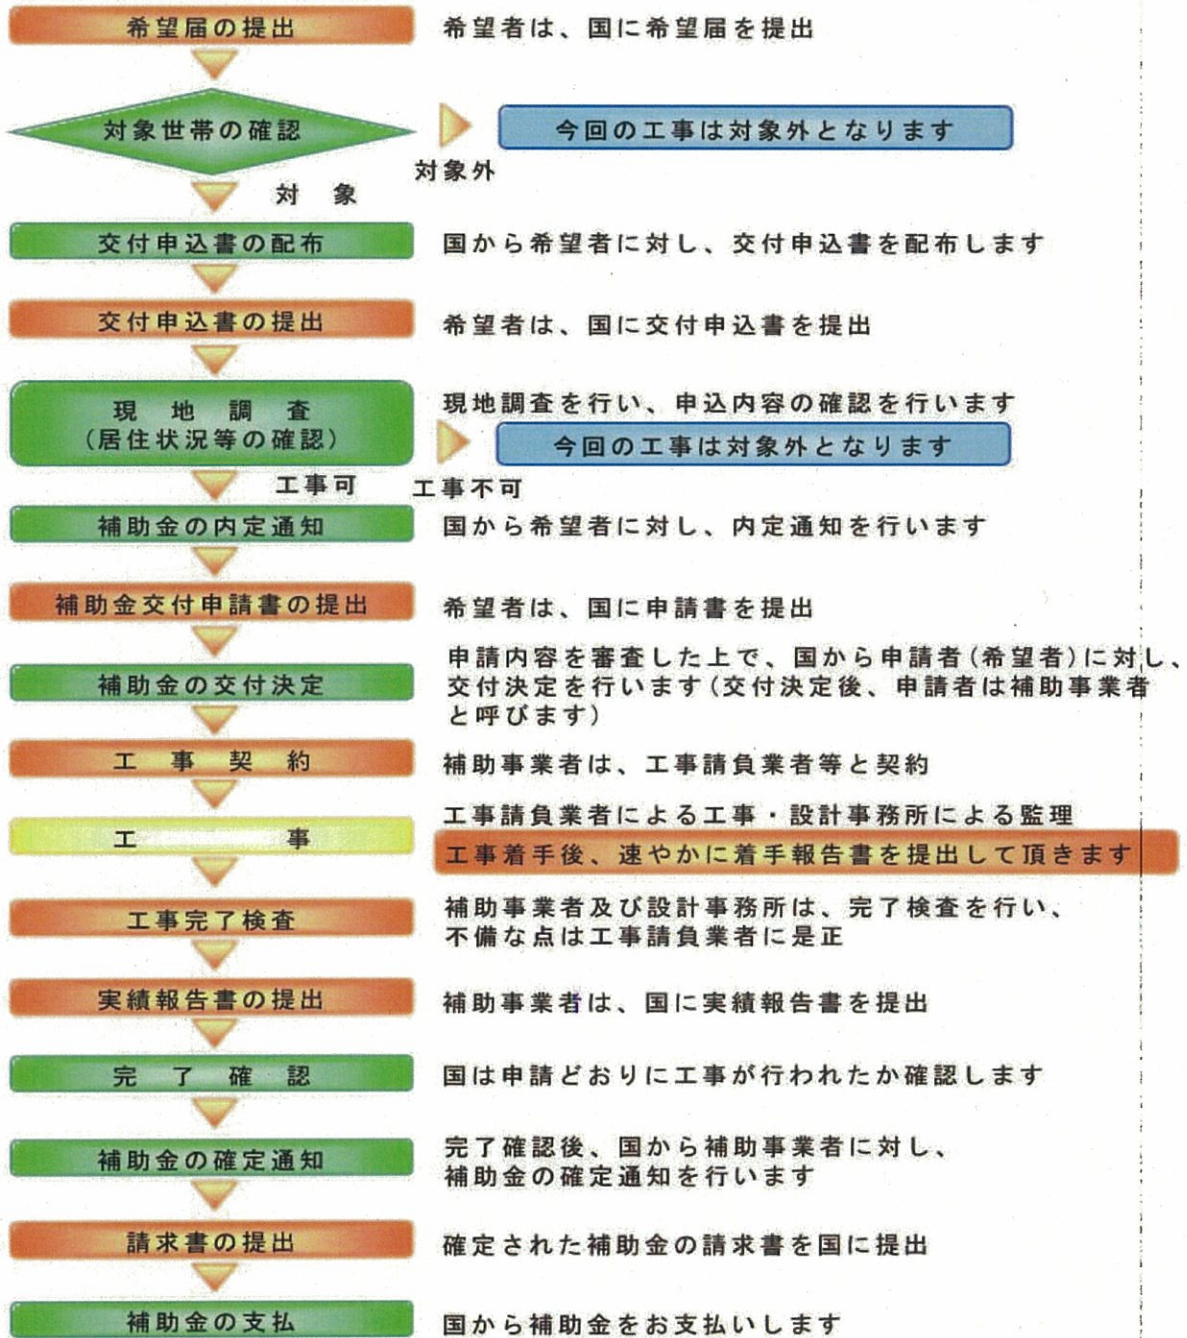 希望届の提出
希望者は、国に希望届を提出
対象世帯の確認
今回の工事は対象外となります
対象外
対　象
交付申込書の配布
国から希望者に対し、交付申込書を配布します
交付申込書の提出
希望者は、国に交付申込書を提出
現　地　調　査
(居住状況等の確認)
現地調査を行い、申込内容の確認を行います
今回の工事は対象外となります
工事可
工事不可
補助金の内定通知
国から希望者に対し、内定通知を行います
補助金交付申請書の提出
希望者は、国に申請書を提出
補助金の交付決定
申請内容を審査した上で、国から申請者(希望者)に対し、
交付決定を行います(交付決定後、申請者は補助事業者
と呼びます)
工　事　契　約
補助事業者は、工事請負業者等と契約
工　　　　　事
工事請負業者による工事・設計事務所による監理
工事着手後、速やかに着手報告書を提出して頂きます
工事完了検査
補助事業者及び設計事務所は、完了検査を行い、
不備な点は工事請負業者に是正
実績報告書の提出
補助事業者は、国に実績報告書を提出
完　了　確　認
国は申請どおりに工事が行われたか確認します
補助金の確定通知
完了確認後、国から補助事業者に対し、
補助金の確定通知を行います
請求書の提出
確定された補助金の請求書を国に提出
補助金の支払
国から補助金をお支払いします